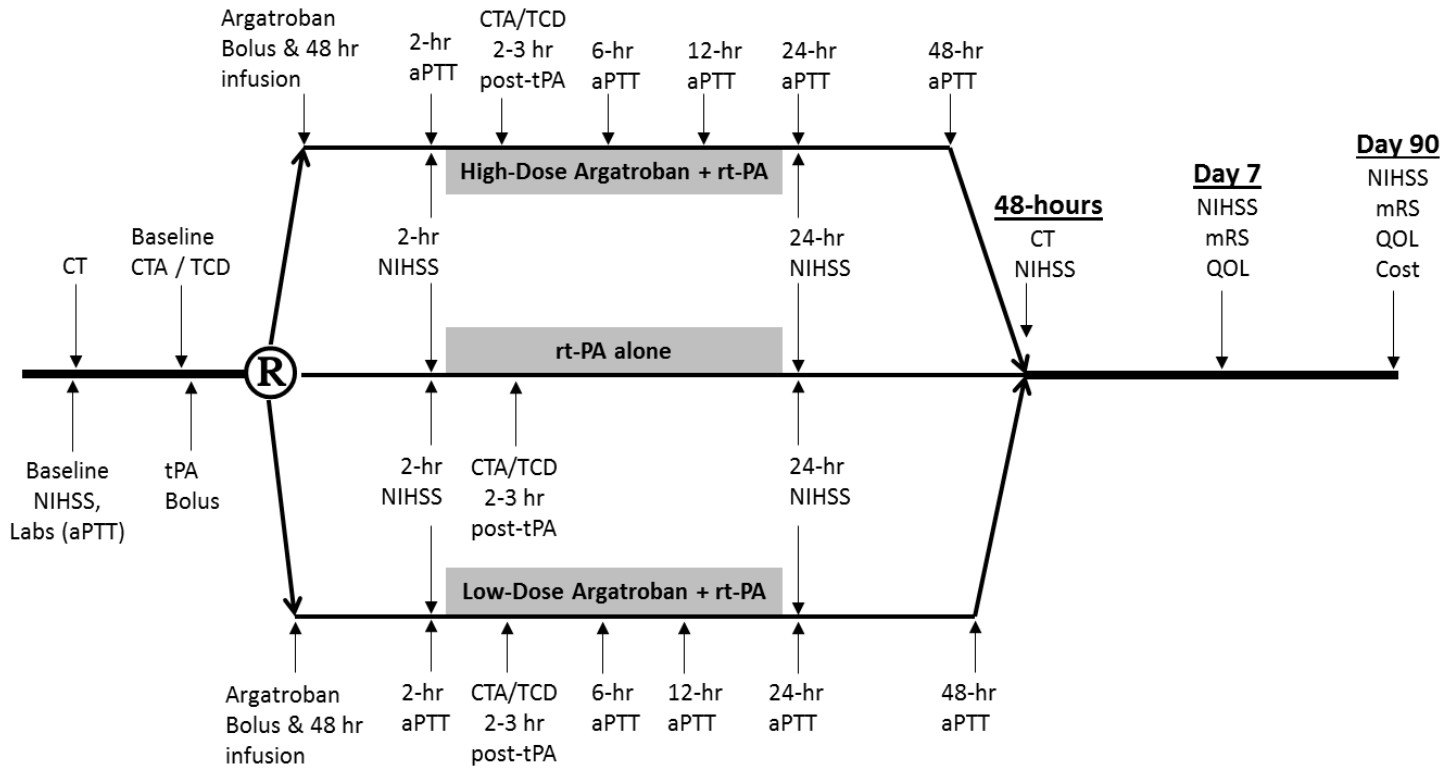 Argatroban
Bolus & 48 hr
infusion
2-hr
aPTT
CTA/TCD
2-3 hr
post-tPA
6-hr
aPTT
12-hr
aPTT
24-hr
aPTT
48-hr
aPTT
High-Dose Argatroban + rt-PA
Day 90
NIHSS
mRS
QOL
Cost
Day 7
NIHSS
mRS
QOL
48-hours
CT
NIHSS
CT
Baseline
CTA / TCD
2-hr
NIHSS
24-hr
NIHSS
R
rt-PA alone
Baseline
NIHSS,
Labs (aPTT)
tPA
Bolus
2-hr
NIHSS
CTA/TCD
2-3 hr
post-tPA
24-hr
NIHSS
Low-Dose Argatroban + rt-PA
Argatroban
Bolus & 48 hr
infusion
2-hr
aPTT
CTA/TCD
2-3 hr
post-tPA
6-hr
aPTT
12-hr
aPTT
24-hr
aPTT
48-hr
aPTT